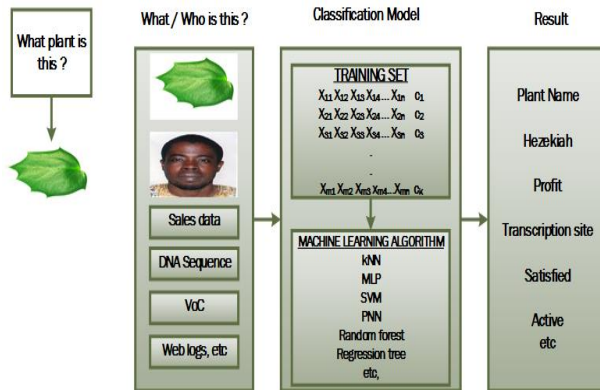 What plant is
this ?
What / Who is this ?
Sales data
DNA Sequence
VoC
Web logs, etc
Classification Model
TRAINING SET
X11 X12 X13 X14.... X1n c1
X21 X22 X23 X24.... X2n c2
X31 X32 X33 X34.... X3n c3
.
.
Xm1 Xm2 Xm3 Xm4... Xmn ck
MACHINE LEARNING ALGORITHM
kNN
MLP
SVM
PNN
Random forest
Regression tree
etc,
Result
Plant Name
Hezekiah
Profit
Transcription site
Satisfied
Active
etc